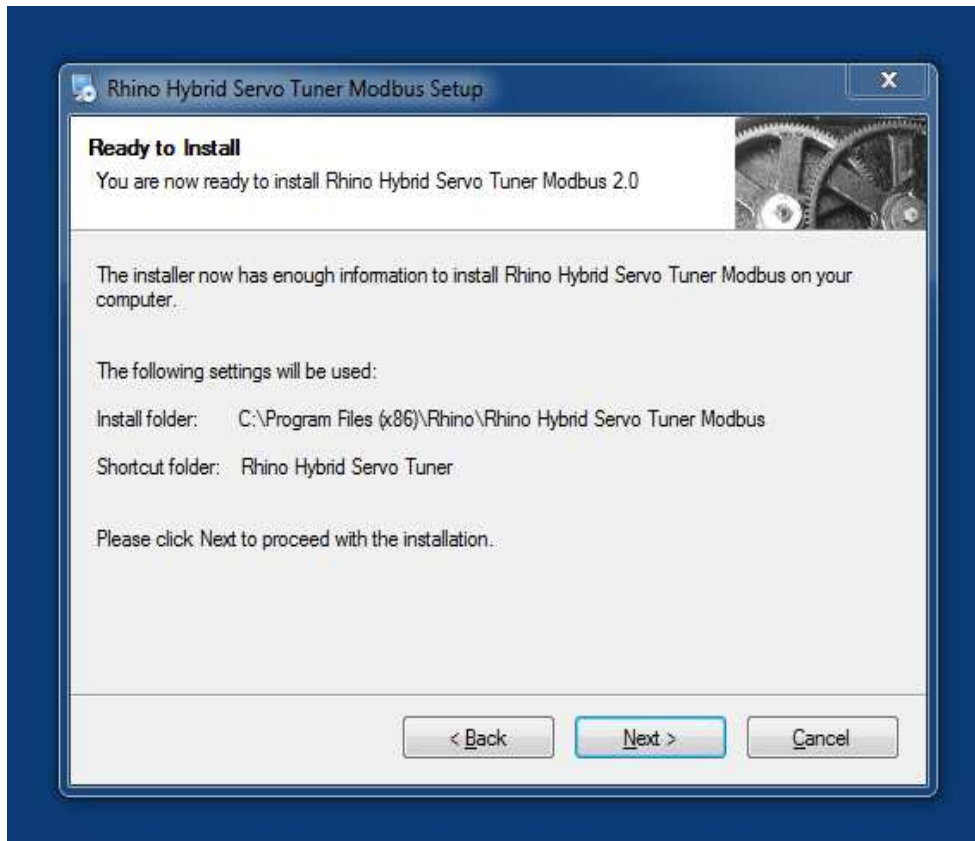 Rhino Hybrid Servo Tuner Modbus Setup
Ready to Install
You are now ready to install Rhino Hybrid Servo Tuner Modbus 2.0
The installer now has enough information to install Rhino Hybrid Servo Tuner Modbus on your
computer.
The following settings will be used:
Install folder: C:\Program Files (x86)\Rhino\Rhino Hybrid Servo Tuner Modbus
Shortcut folder: Rhino Hybrid Servo Tuner
Please click Next to proceed with the installation.
< Back Next > Cancel